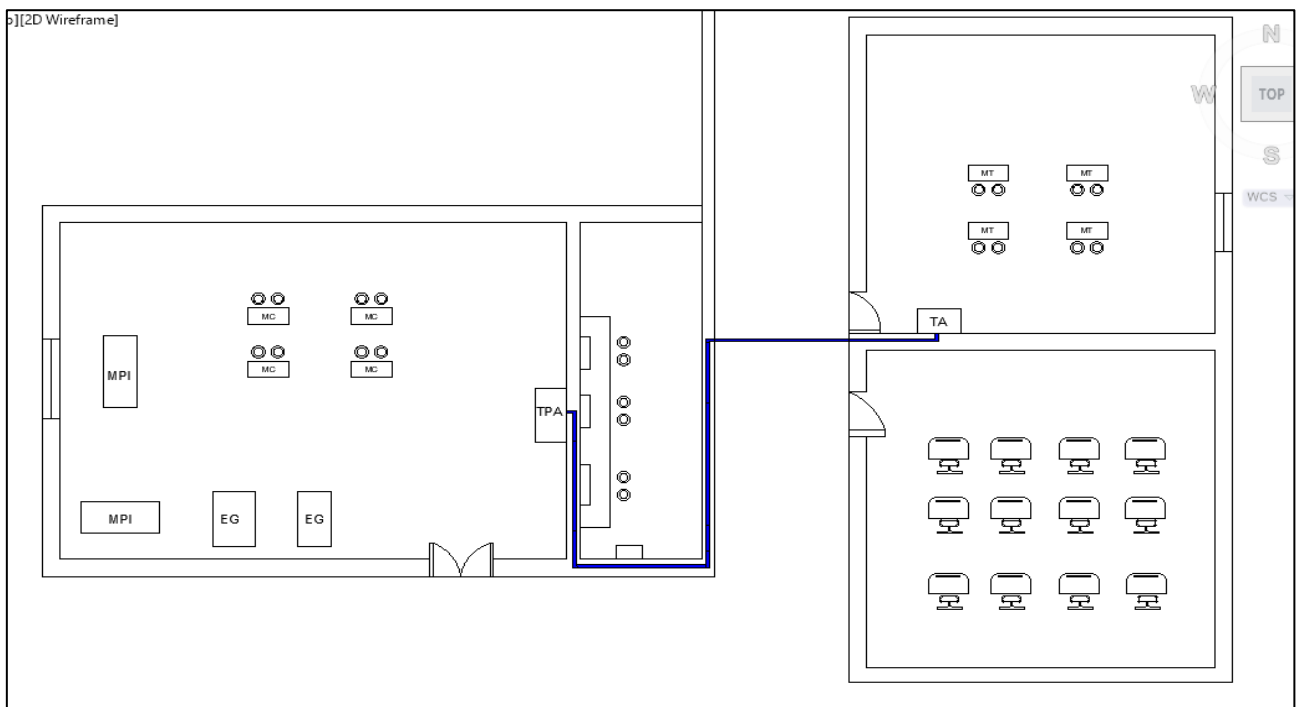 o][2D Wireframe]
N
W
TOP
S
WCS
MT MT
MT MT
MC MC
MC MC
TA
MPI
TPA
MPI
EG
EG